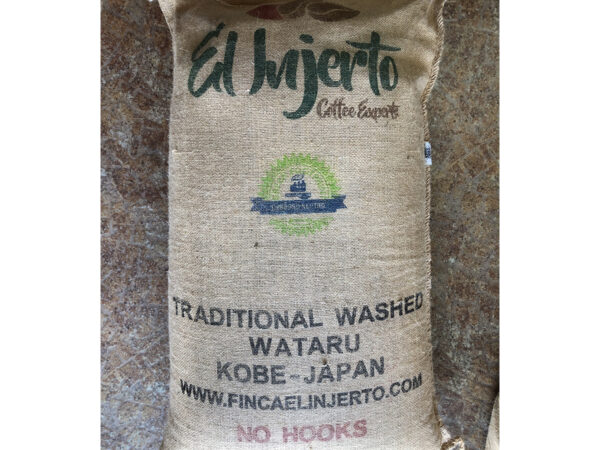 El Injerto
Coffee Experts
TRADITIONAL WASHED
WATARU
KOBE-JAPAN
WWW.FINCAELINJERTO.COM
NO HOOKS